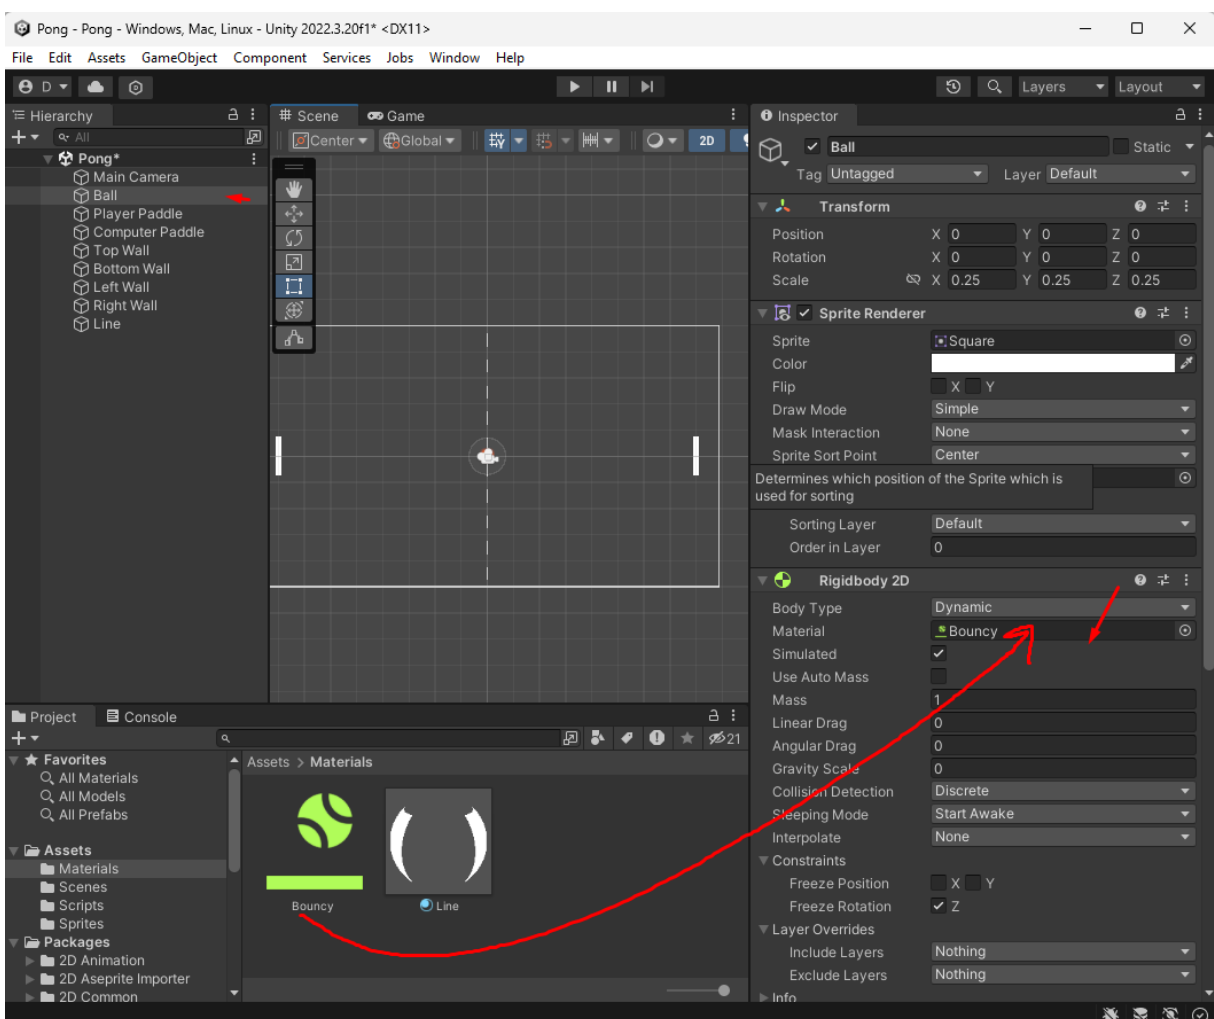 Pong - Pong - Windows, Mac, Linux - Unity 2022.3.20f1* <DX11>
File Edit Assets GameObject Component Services Jobs Window Help
D
Layers
Layout
Hierarchy
All
Pong*
Main Camera
Ball
Player Paddle
Computer Paddle
Top Wall
Bottom Wall
Left Wall
Right Wall
Line
# Scene
Game
Center
Global
2D
Inspector
Ball
Static
Tag Untagged
Layer Default
Transform
Position X 0 Y 0 Z 0
Rotation X 0 Y 0 Z 0
Scale X 0.25 Y 0.25 Z 0.25
Sprite Renderer
Sprite Square
Color
Flip X Y
Draw Mode Simple
Mask Interaction None
Sprite Sort Point Center
Determines which position of the Sprite which is
used for sorting
Sorting Layer Default
Order in Layer 0
Rigidbody 2D
Body Type Dynamic
Material Bouncy
Simulated
Use Auto Mass
Mass 1
Linear Drag 0
Angular Drag 0
Gravity Scale 0
Collision Detection Discrete
Sleeping Mode Start Awake
Interpolate None
Constraints
Freeze Position X Y
Freeze Rotation Z
Layer Overrides
Include Layers Nothing
Exclude Layers Nothing
Info
Project
Console
21
Favorites
All Materials
All Models
All Prefabs
Assets
Materials
Scenes
Scripts
Sprites
Packages
2D Animation
2D Aseprite Importer
2D Common
Assets > Materials
Bouncy
Line